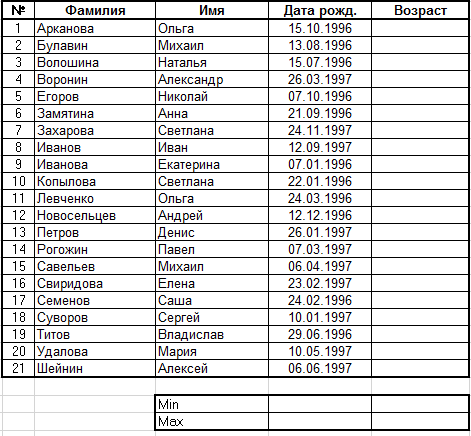 № Фамилия Имя Дата рожд. Возраст
1 Арканова Ольга 15.10.1996
2 Булавин Михаил 13.08.1996
3 Волошина Наталья 15.07.1996
4 Воронин Александр 26.03.1997
5 Егоров Николай 07.10.1996
6 Замятина Анна 21.09.1996
7 Захарова Светлана 24.11.1997
8 Иванов Иван 12.09.1997
9 Иванова Екатерина 07.01.1996
10 Копылова Светлана 22.01.1996
11 Левченко Ольга 24.03.1996
12 Новосельцев Андрей 12.12.1996
13 Петров Денис 26.01.1997
14 Рогожин Павел 07.03.1997
15 Савельев Михаил 06.04.1997
16 Свиридова Елена 23.02.1997
17 Семенов Саша 24.02.1996
18 Суворов Сергей 10.01.1997
19 Титов Владислав 29.06.1996
20 Удалова Мария 10.05.1997
21 Шейнин Алексей 06.06.1997
Min
Max